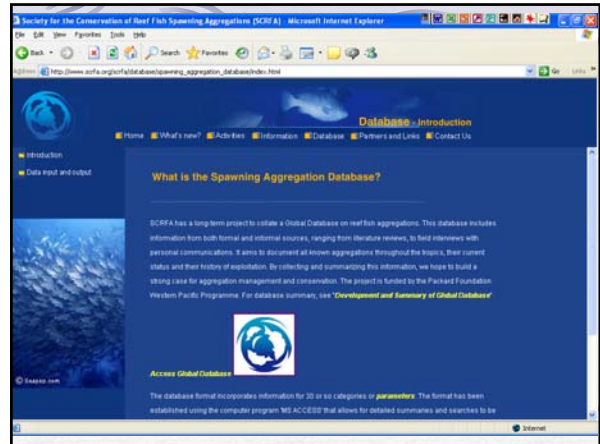 Society for the Conservation of Reef Fish Spawning Aggregations (SCRFA) - Microsoft Internet Explorer
File Edit View Favorites Tools Help
Back Search Favorites
Address http://www.scrfa.org/scrfa/database/spawning_aggregation_database/index.html Go Links
Database - Introduction
Home What's new? Activities Information Database Partners and Links Contact Us
Introduction
Data input and output
What is the Spawning Aggregation Database?
SCRFA has a long-term project to collate a Global Database on reef fish aggregations. This database includes
information from both formal and informal sources, ranging from literature reviews, to field interviews with
personal communications. It aims to document all known aggregations throughout the tropics, their current
status and their history of exploitation. By collecting and summarizing this information, we hope to build a
strong case for aggregation management and conservation. The project is funded by the Packard Foundation
Western Pacific Programme. For database summary, see "Development and Summary of Global Database"
Access Global Database
© Seapics.com
The database format incorporates information for 30 or so categories or parameters. The format has been
established using the computer program 'MS ACCESS' that allows for detailed summaries and searches to be
Internet